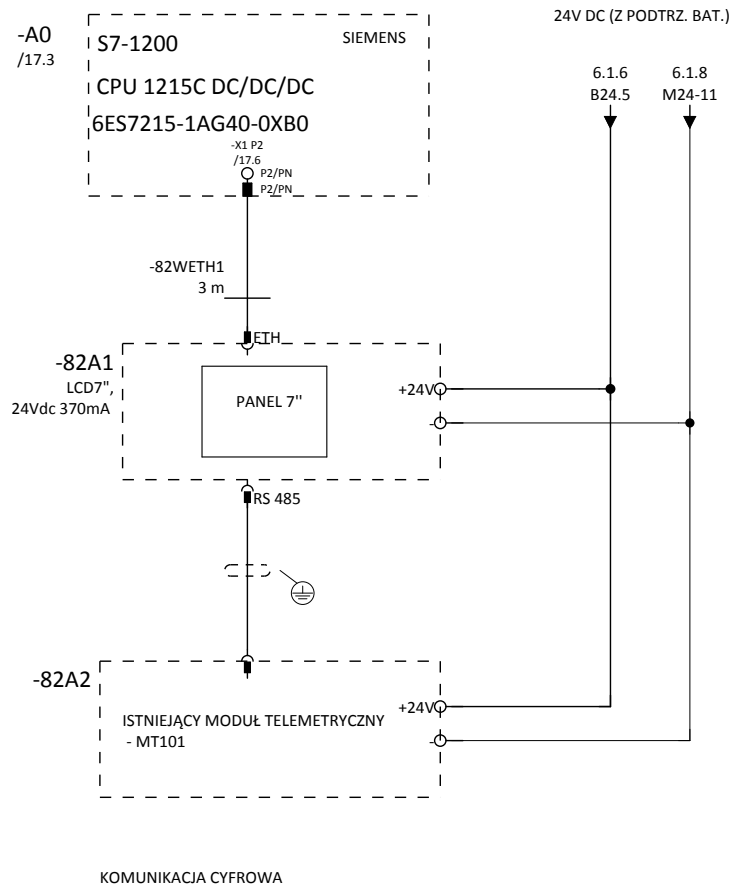 24V DC (Z PODTRZ. BAT.)
-A0
/17.3
S7-1200
SIEMENS
CPU 1215C DC/DC/DC
6ES7215-1AG40-0XB0
-X1 P2
/17.6
P2/PN
P2/PN
6.1.6
B24.5
6.1.8
M24-11
-82WETH1
3 m
ETH
-82A1
LCD7",
24Vdc 370mA
PANEL 7''
+24V
-
RS 485
-82A2
ISTNIEJĄCY MODUŁ TELEMETRYCZNY
- MT101
+24V
-
KOMUNIKACJA CYFROWA